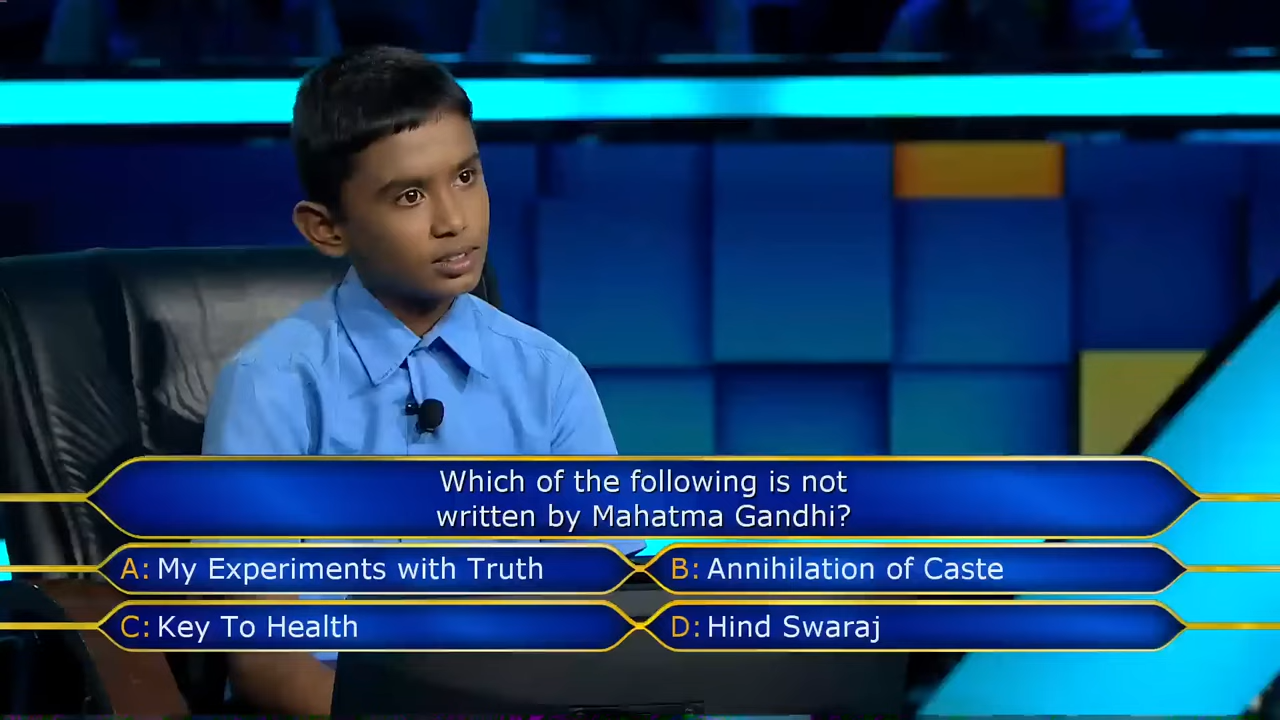 Which of the following is not
written by Mahatma Gandhi?
A: My Experiments with Truth
B: Annihilation of Caste
C: Key To Health
D: Hind Swaraj